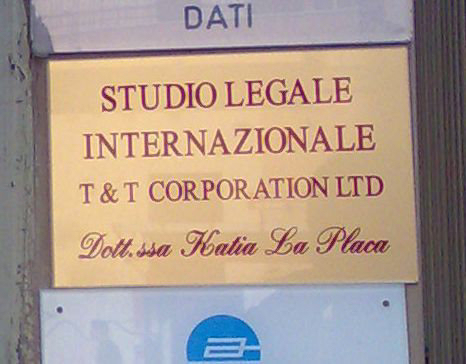 DATI
STUDIO LEGALE
INTERNAZIONALE
T & T CORPORATION LTD
Dott.ssa Katia La Placa